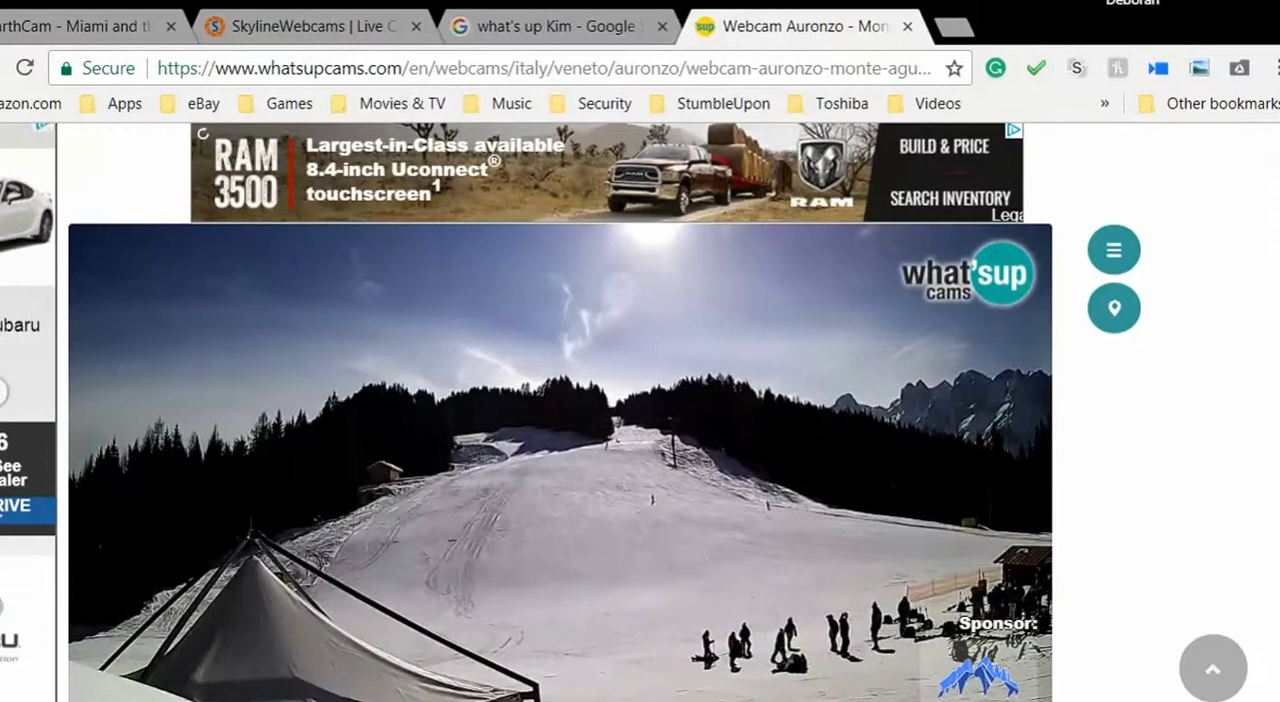 Deborah
arthCam - Miami and th
SkylineWebcams | Live C
what's up Kim - Google S
Webcam Auronzo - Mon
Secure
https://www.whatsupcams.com/en/webcams/italy/veneto/auronzo/webcam-auronzo-monte-agu...
azon.com
Apps
eBay
Games
Movies & TV
Music
Security
StumbleUpon
Toshiba
Videos
»
Other bookmarks
RAM
3500
Largest-in-Class available
8.4-inch Uconnect®
touchscreen1
RAM
BUILD & PRICE
SEARCH INVENTORY
Lega
what'sup
cams
ubaru
6
See
aler
RIVE
U.
Sponsor: